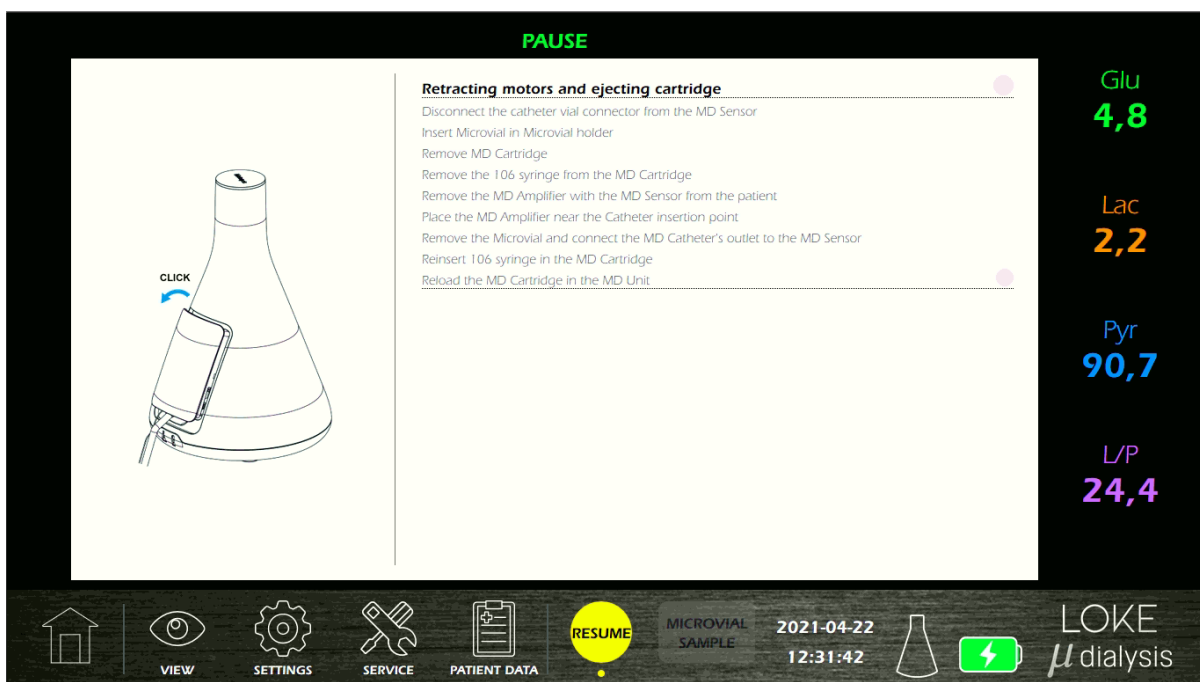 PAUSE
Retracting motors and ejecting cartridge
Disconnect the catheter vial connector from the MD Sensor
Insert Microvial in Microvial holder
Remove MD Cartridge
Remove the 106 syringe from the MD Cartridge
Remove the MD Amplifier with the MD Sensor from the patient
Place the MD Amplifier near the Catheter insertion point
Remove the Microvial and connect the MD Catheter's outlet to the MD Sensor
Reinsert 106 syringe in the MD Cartridge
Reload the MD Cartridge in the MD Unit
CLICK
Glu
4,8
Lac
2,2
Pyr
90,7
L/P
24,4
VIEW
SETTINGS
SERVICE
PATIENT DATA
RESUME
MICROVIAL
SAMPLE
2021-04-22
12:31:42
LOKE
μ dialysis